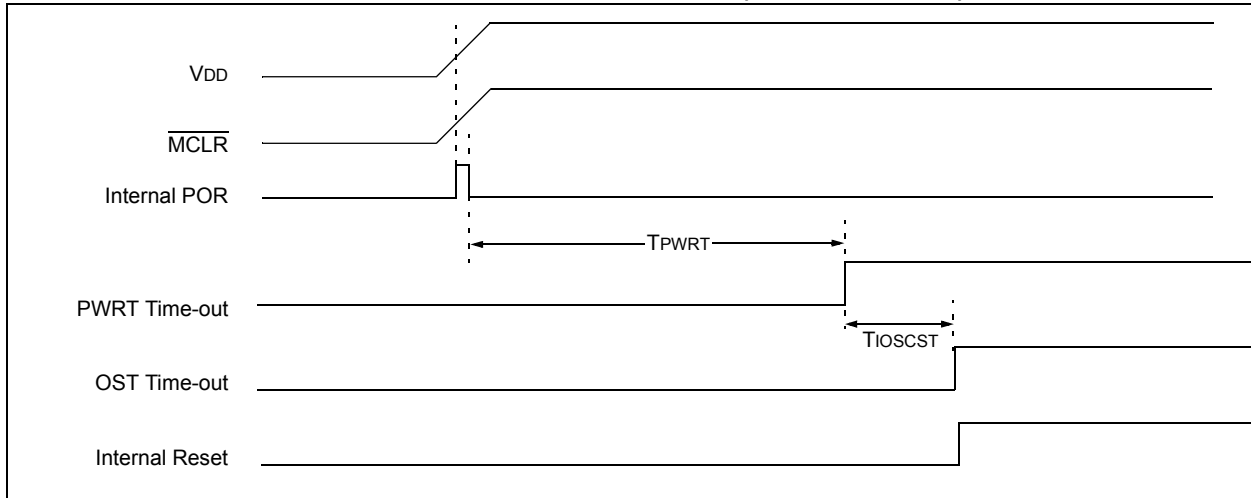 VDD
MCLR
Internal POR
TPWRT
PWRT Time-out
TIOSCST
OST Time-out
Internal Reset